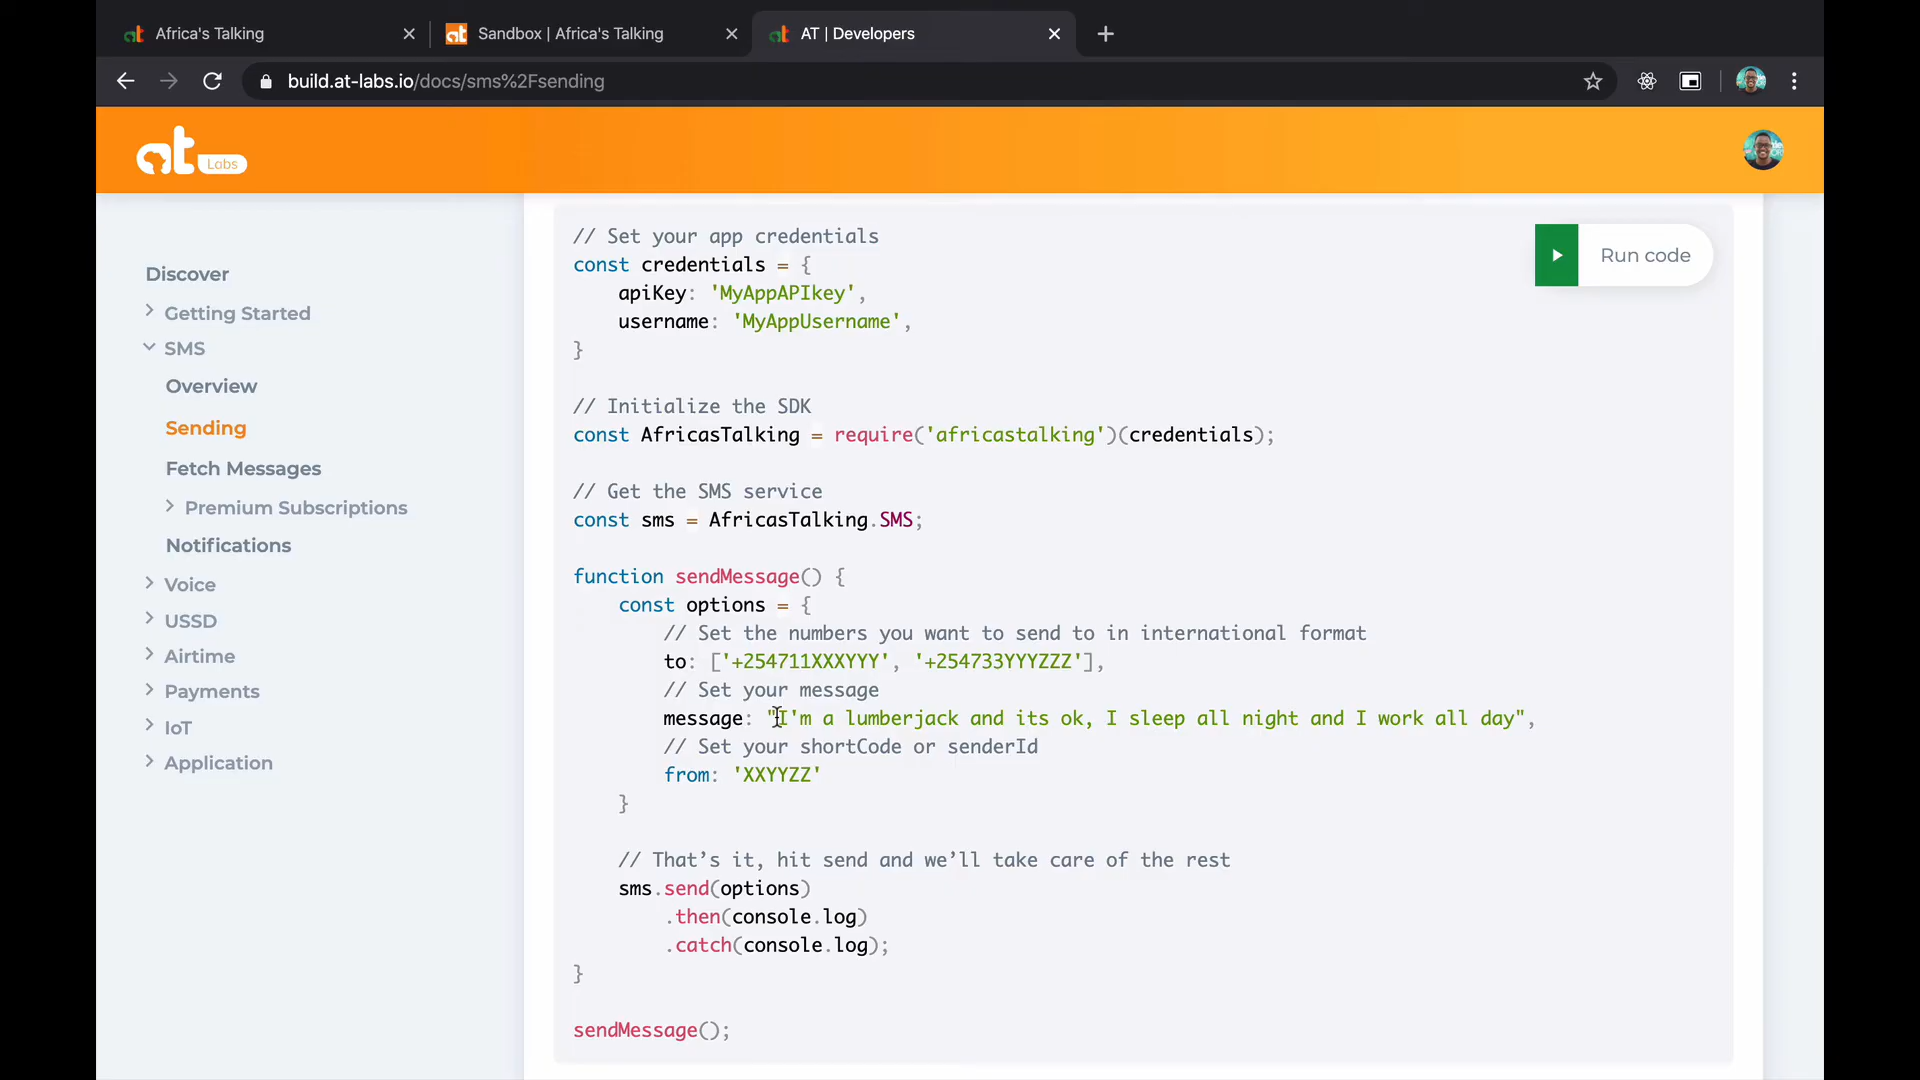 Africa's Talking
Sandbox | Africa's Talking
AT | Developers
build.at-labs.io/docs/sms%2Fsending
at Labs
Discover
Getting Started
SMS
Overview
Sending
Fetch Messages
Premium Subscriptions
Notifications
Voice
USSD
Airtime
Payments
IoT
Application
Run code
// Set your app credentials
const credentials = {
    apiKey: 'MyAppAPIkey',
    username: 'MyAppUsername',
}
// Initialize the SDK
const AfricasTalking = require('africastalking')(credentials);
// Get the SMS service
const sms = AfricasTalking.SMS;
function sendMessage() {
    const options = {
        // Set the numbers you want to send to in international format
        to: ['+254711XXXYYY', '+254733YYYZZZ'],
        // Set your message
        message: "I'm a lumberjack and its ok, I sleep all night and I work all day",
        // Set your shortCode or senderId
        from: 'XXYYZZ'
    }
    // That’s it, hit send and we’ll take care of the rest
    sms.send(options)
        .then(console.log)
        .catch(console.log);
}
sendMessage();